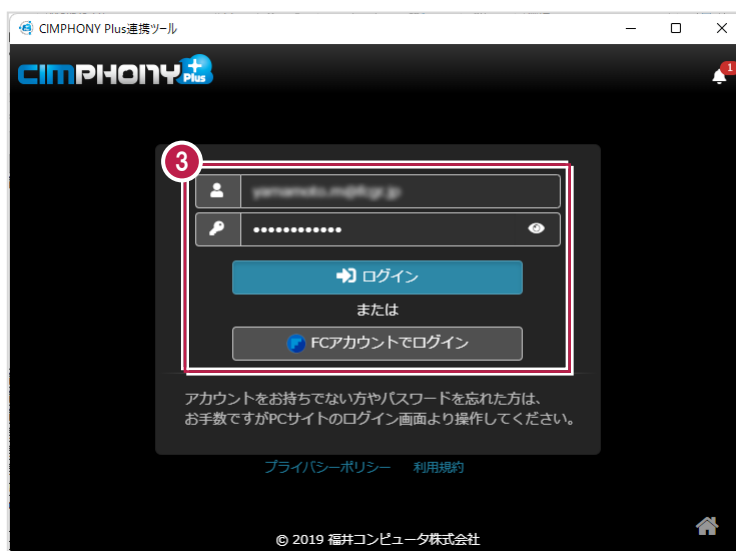 CIMPHONY Plus連携ツール
CIMPHONY Plus
1
3
••••••••••••
ログイン
または
FCアカウントでログイン
アカウントをお持ちでない方やパスワードを忘れた方は、
お手数ですがPCサイトのログイン画面より操作してください。
プライバシーポリシー 利用規約
© 2019 福井コンピュータ株式会社